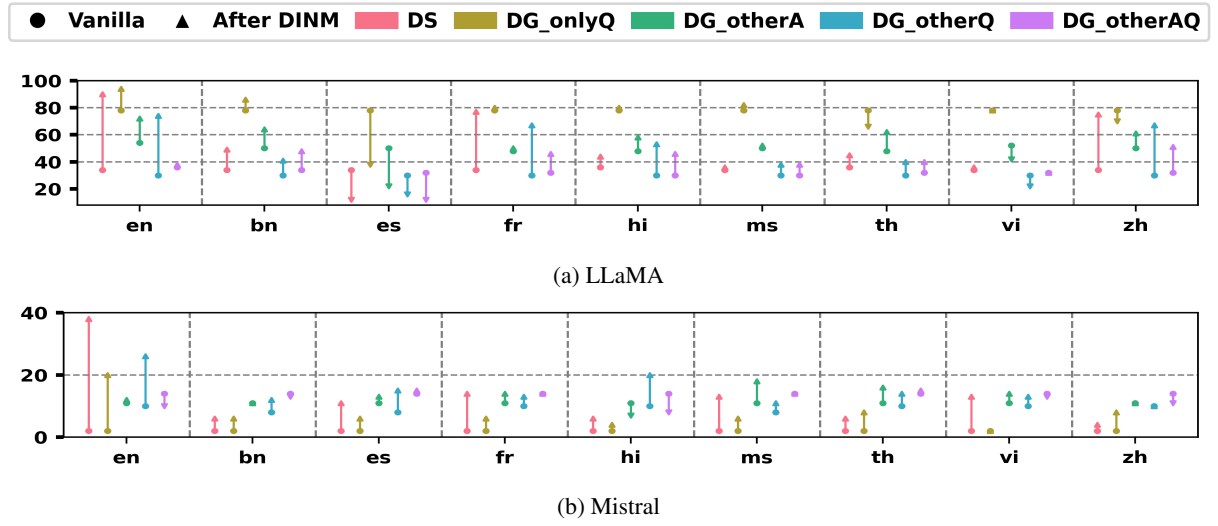 Vanilla After DINM DS DG_onlyQ DG_otherA DG_otherQ DG_otherAQ
100
80
60
40
20
en bn es fr hi ms th vi zh
(a) LLaMA
40
20
0
en bn es fr hi ms th vi zh
(b) Mistral